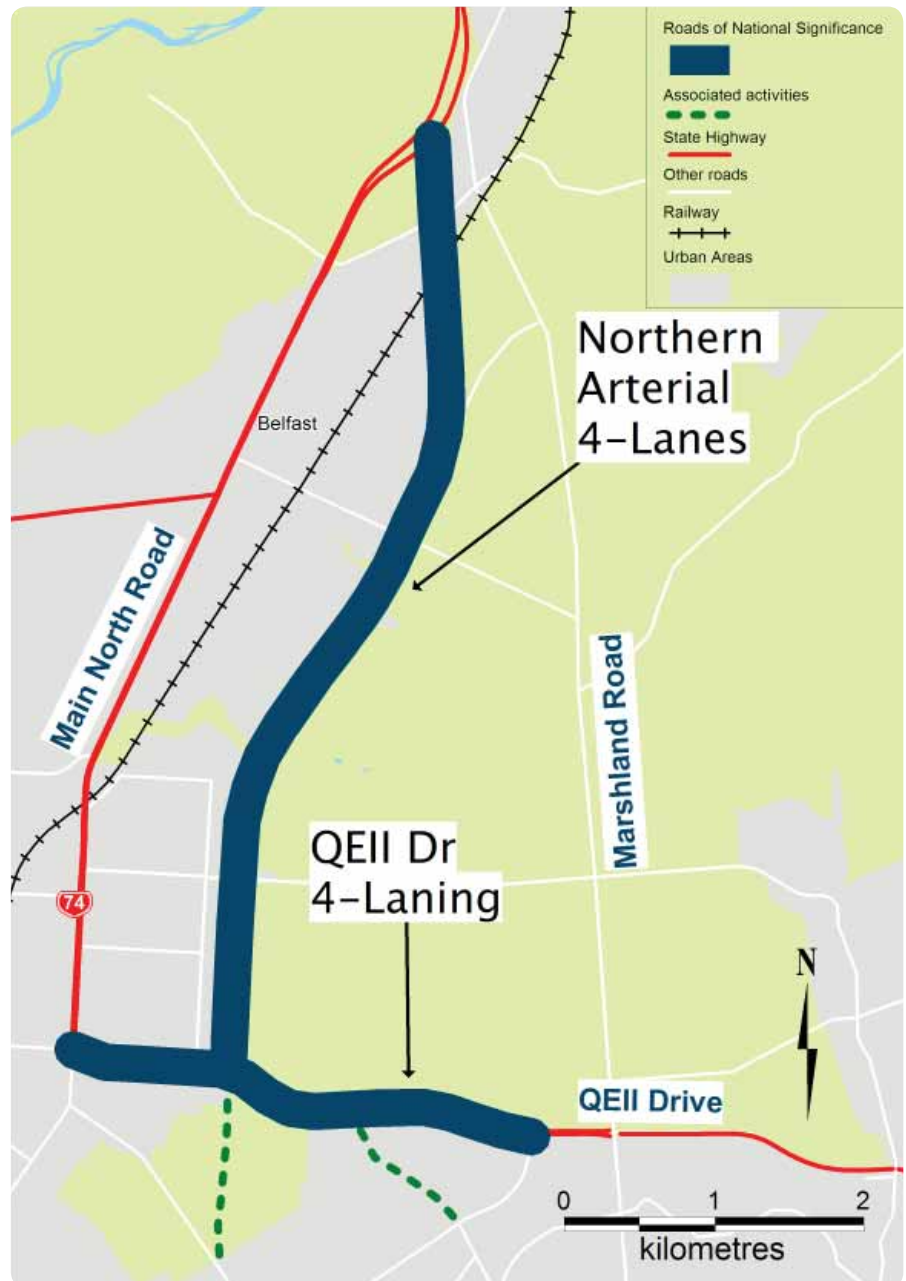 Roads of National Significance
Associated activities
State Highway
Other roads
Railway
Urban Areas
Northern
Arterial
4-Lanes
Belfast
Main North Road
Marshland Road
QEII Dr
4-Laning
74
N
QEII Drive
0 1 2
kilometres